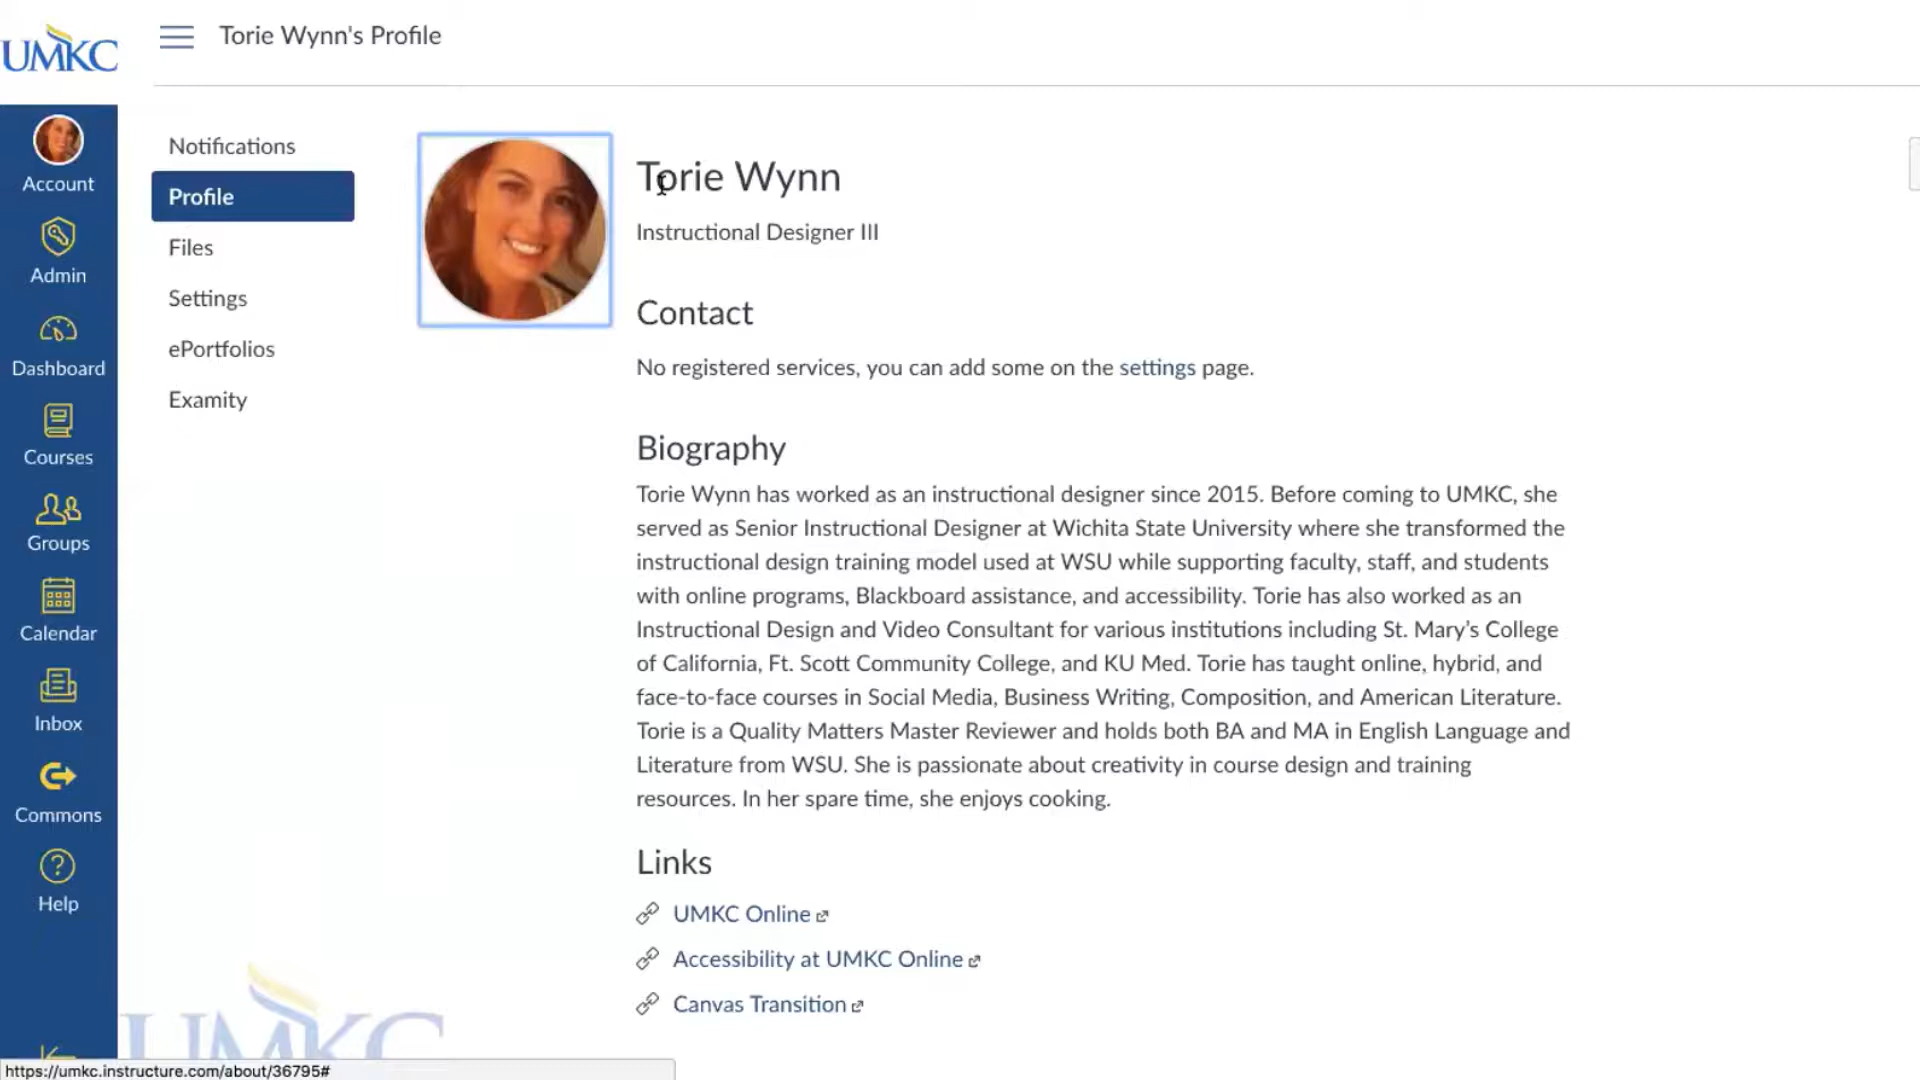 UMKC
Torie Wynn's Profile
Account
Admin
Dashboard
Courses
Groups
Calendar
Inbox
Commons
Help
Notifications
Profile
Files
Settings
ePortfolios
Examity
Torie Wynn
Instructional Designer III
Contact
No registered services, you can add some on the settings page.
Biography
Torie Wynn has worked as an instructional designer since 2015. Before coming to UMKC, she
served as Senior Instructional Designer at Wichita State University where she transformed the
instructional design training model used at WSU while supporting faculty, staff, and students
with online programs, Blackboard assistance, and accessibility. Torie has also worked as an
Instructional Design and Video Consultant for various institutions including St. Mary’s College
of California, Ft. Scott Community College, and KU Med. Torie has taught online, hybrid, and
face-to-face courses in Social Media, Business Writing, Composition, and American Literature.
Torie is a Quality Matters Master Reviewer and holds both BA and MA in English Language and
Literature from WSU. She is passionate about creativity in course design and training
resources. In her spare time, she enjoys cooking.
Links
UMKC Online
Accessibility at UMKC Online
Canvas Transition
UMKC
https://umkc.instructure.com/about/36795#